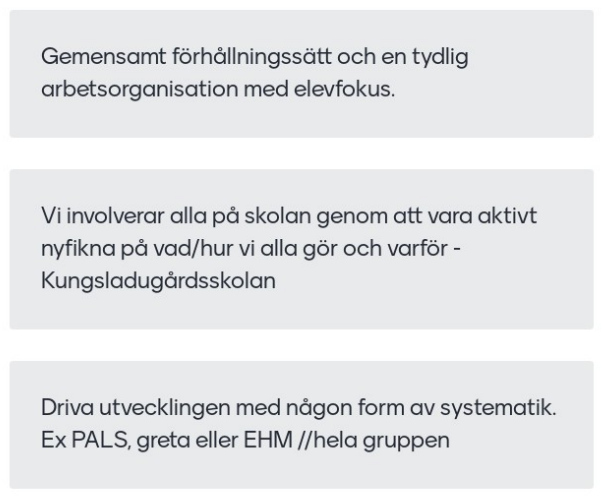 Gemensamt förhållningssätt och en tydlig
arbetsorganisation med elevfokus.
Vi involverar alla på skolan genom att vara aktivt
nyfikna på vad/hur vi alla gör och varför -
Kungsladugårdsskolan
Driva utvecklingen med någon form av systematik.
Ex PALS, greta eller EHM //hela gruppen